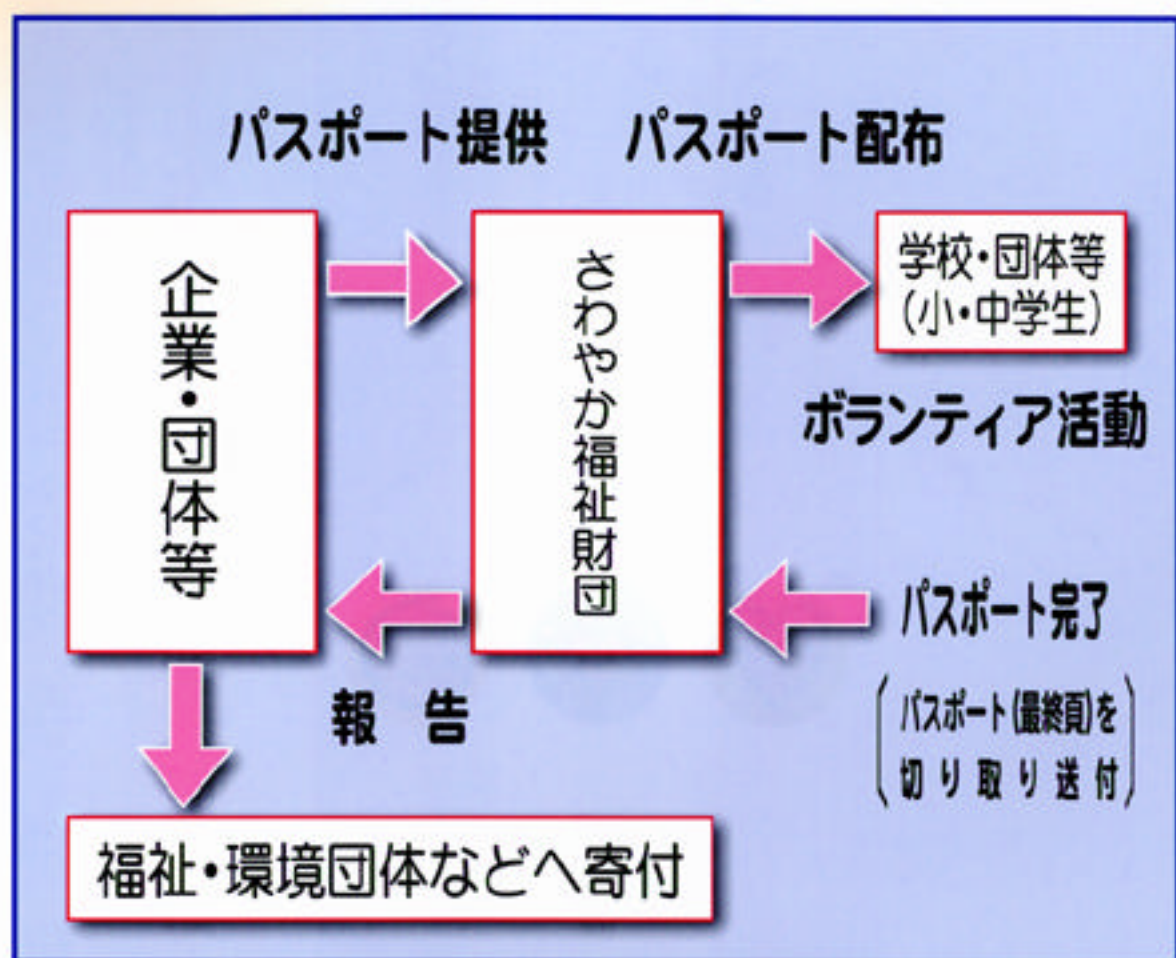 パスポート提供
パスポート配布
企業・団体等
さわやか福祉財団
学校・団体等
(小・中学生)
ボランティア活動
パスポート完了
(パスポート(最終頁)を
切り取り送付)
報告
福祉・環境団体などへ寄付